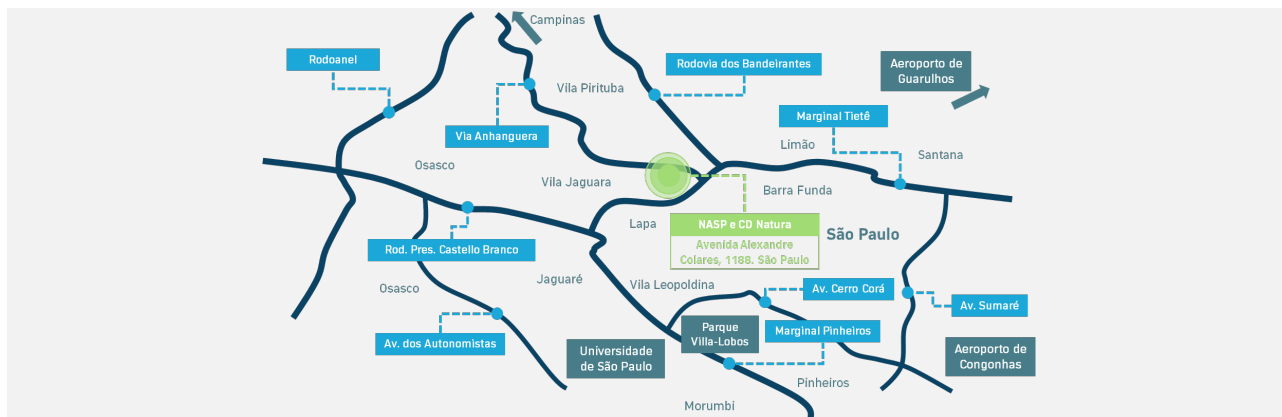 Campinas
Rodoanel
Rodovia dos Bandeirantes
Aeroporto de
Guarulhos
Vila Pirituba
Via Anhanguera
Marginal Tietê
Limão
Santana
Osasco
Vila Jaguara
Barra Funda
Lapa
NASP e CD Natura
Avenida Alexandre
Colares, 1188. São Paulo
São Paulo
Rod. Pres. Castello Branco
Jaguaré
Vila Leopoldina
Osasco
Av. Cerro Corá
Av. Sumaré
Parque
Villa-Lobos
Marginal Pinheiros
Av. dos Autonomistas
Universidade
de São Paulo
Aeroporto de
Congonhas
Pinheiros
Morumbi